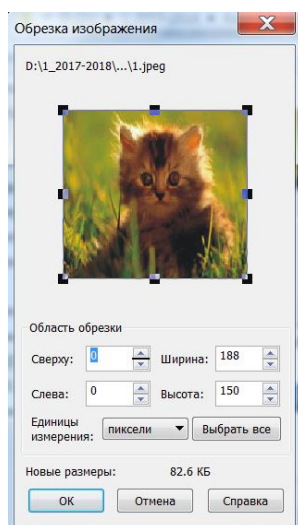 Обрезка изображения
D:\1_2017-2018\...\1.jpeg
Область обрезки
Сверху: 0 Ширина: 188
Слева: 0 Высота: 150
Единицы измерения: пиксели Выбрать все
Новые размеры: 82.6 КБ
ОК Отмена Справка